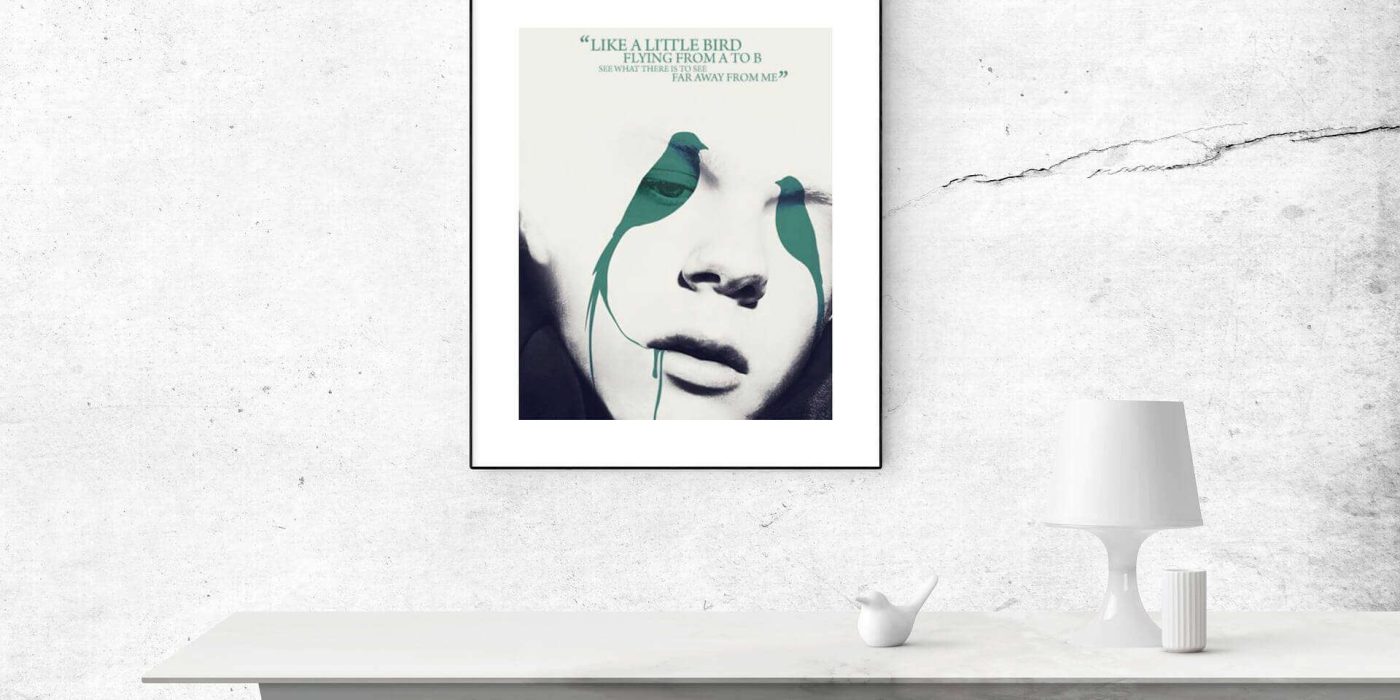 “LIKE A LITTLE BIRD
FLYING FROM A TO B
SEE WHAT THERE IS TO SEE
FAR AWAY FROM ME”